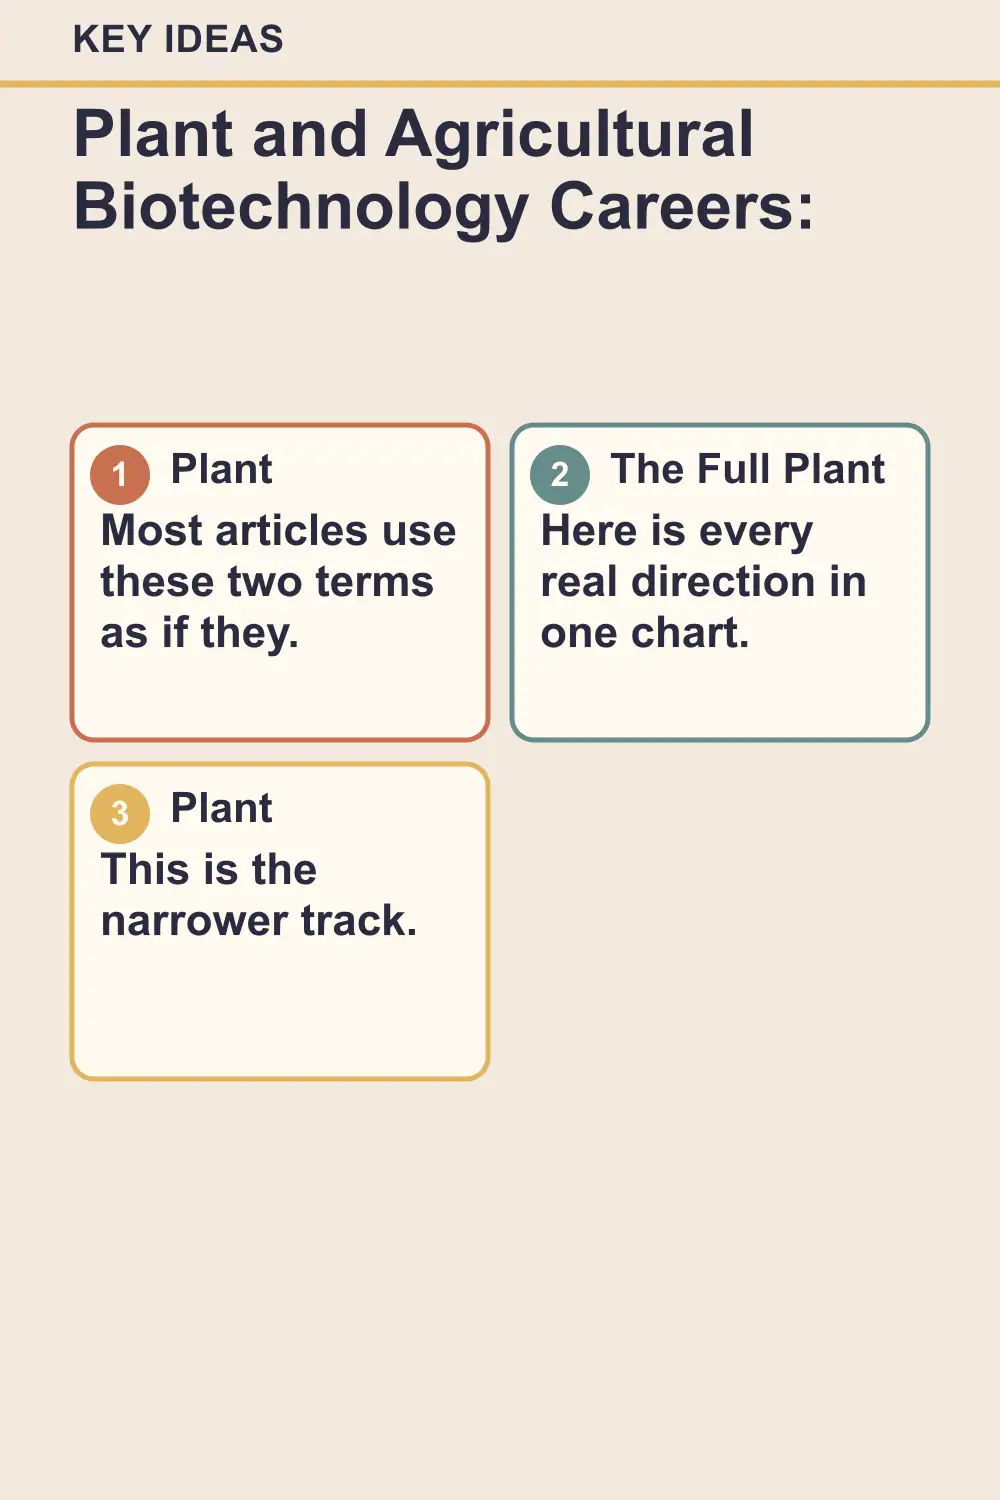 KEY IDEAS
Plant and Agricultural
Biotechnology Careers:
1 Plant
Most articles use
these two terms
as if they.
2 The Full Plant
Here is every
real direction in
one chart.
3 Plant
This is the
narrower track.